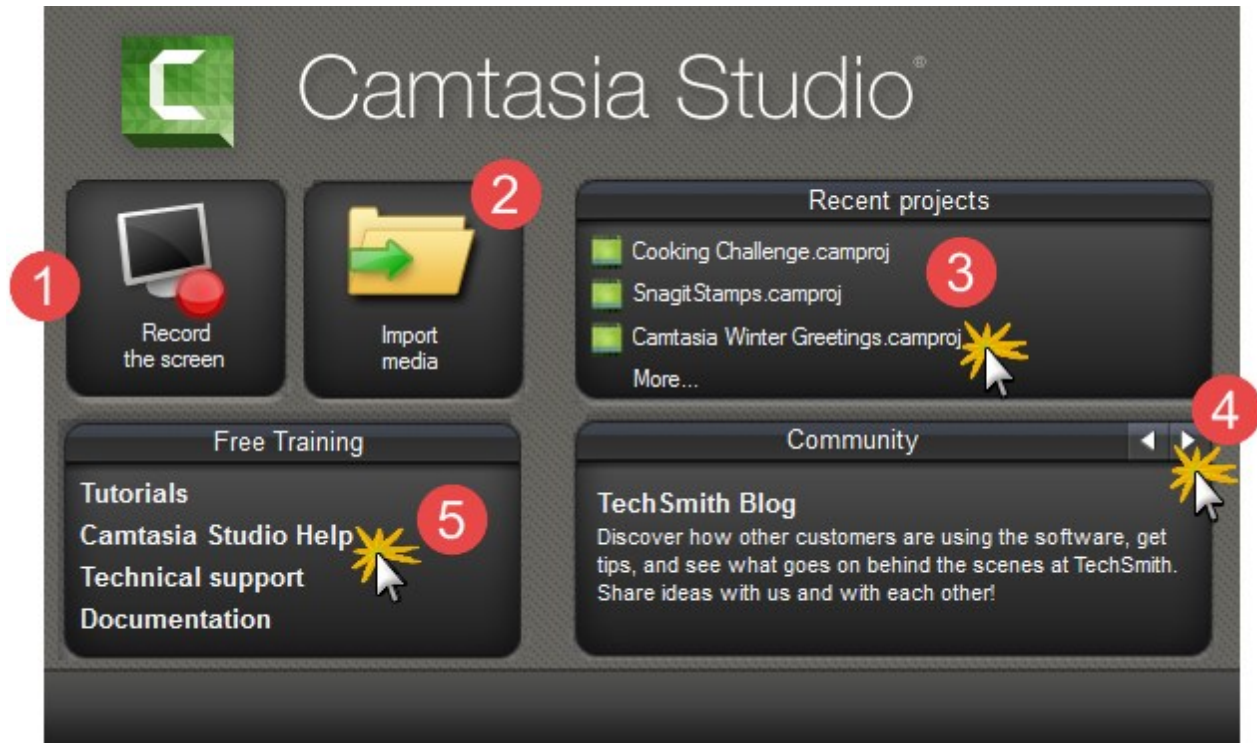 Camtasia Studio®
1
Record
the screen
2
Import
media
Recent projects
Cooking Challenge.camproj
SnagitStamps.camproj
Camtasia Winter Greetings.camproj
More...
3
Free Training
Tutorials
Camtasia Studio Help
Technical support
Documentation
5
Community
4
TechSmith Blog
Discover how other customers are using the software, get
tips, and see what goes on behind the scenes at TechSmith.
Share ideas with us and with each other!